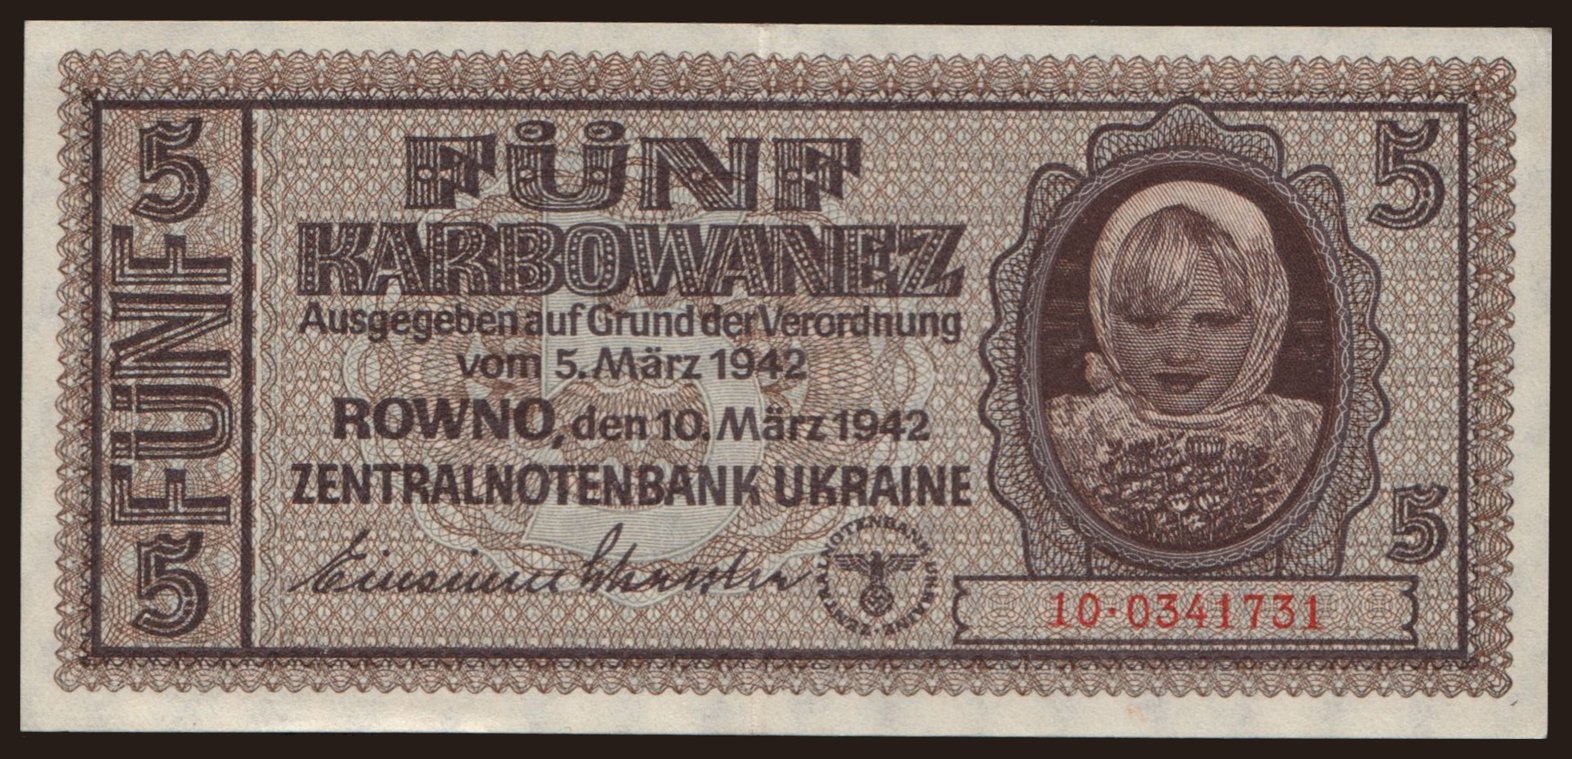 5
FÜNF
5
FÜNF
KARBOWANEZ
Ausgegeben auf Grund der Verordnung
vom 5. März 1942
ROWNO, den 10. März 1942
ZENTRALNOTENBANK UKRAINE
ZENTRALNOTENBANK UKRAINE
5
5
5
10·0341731